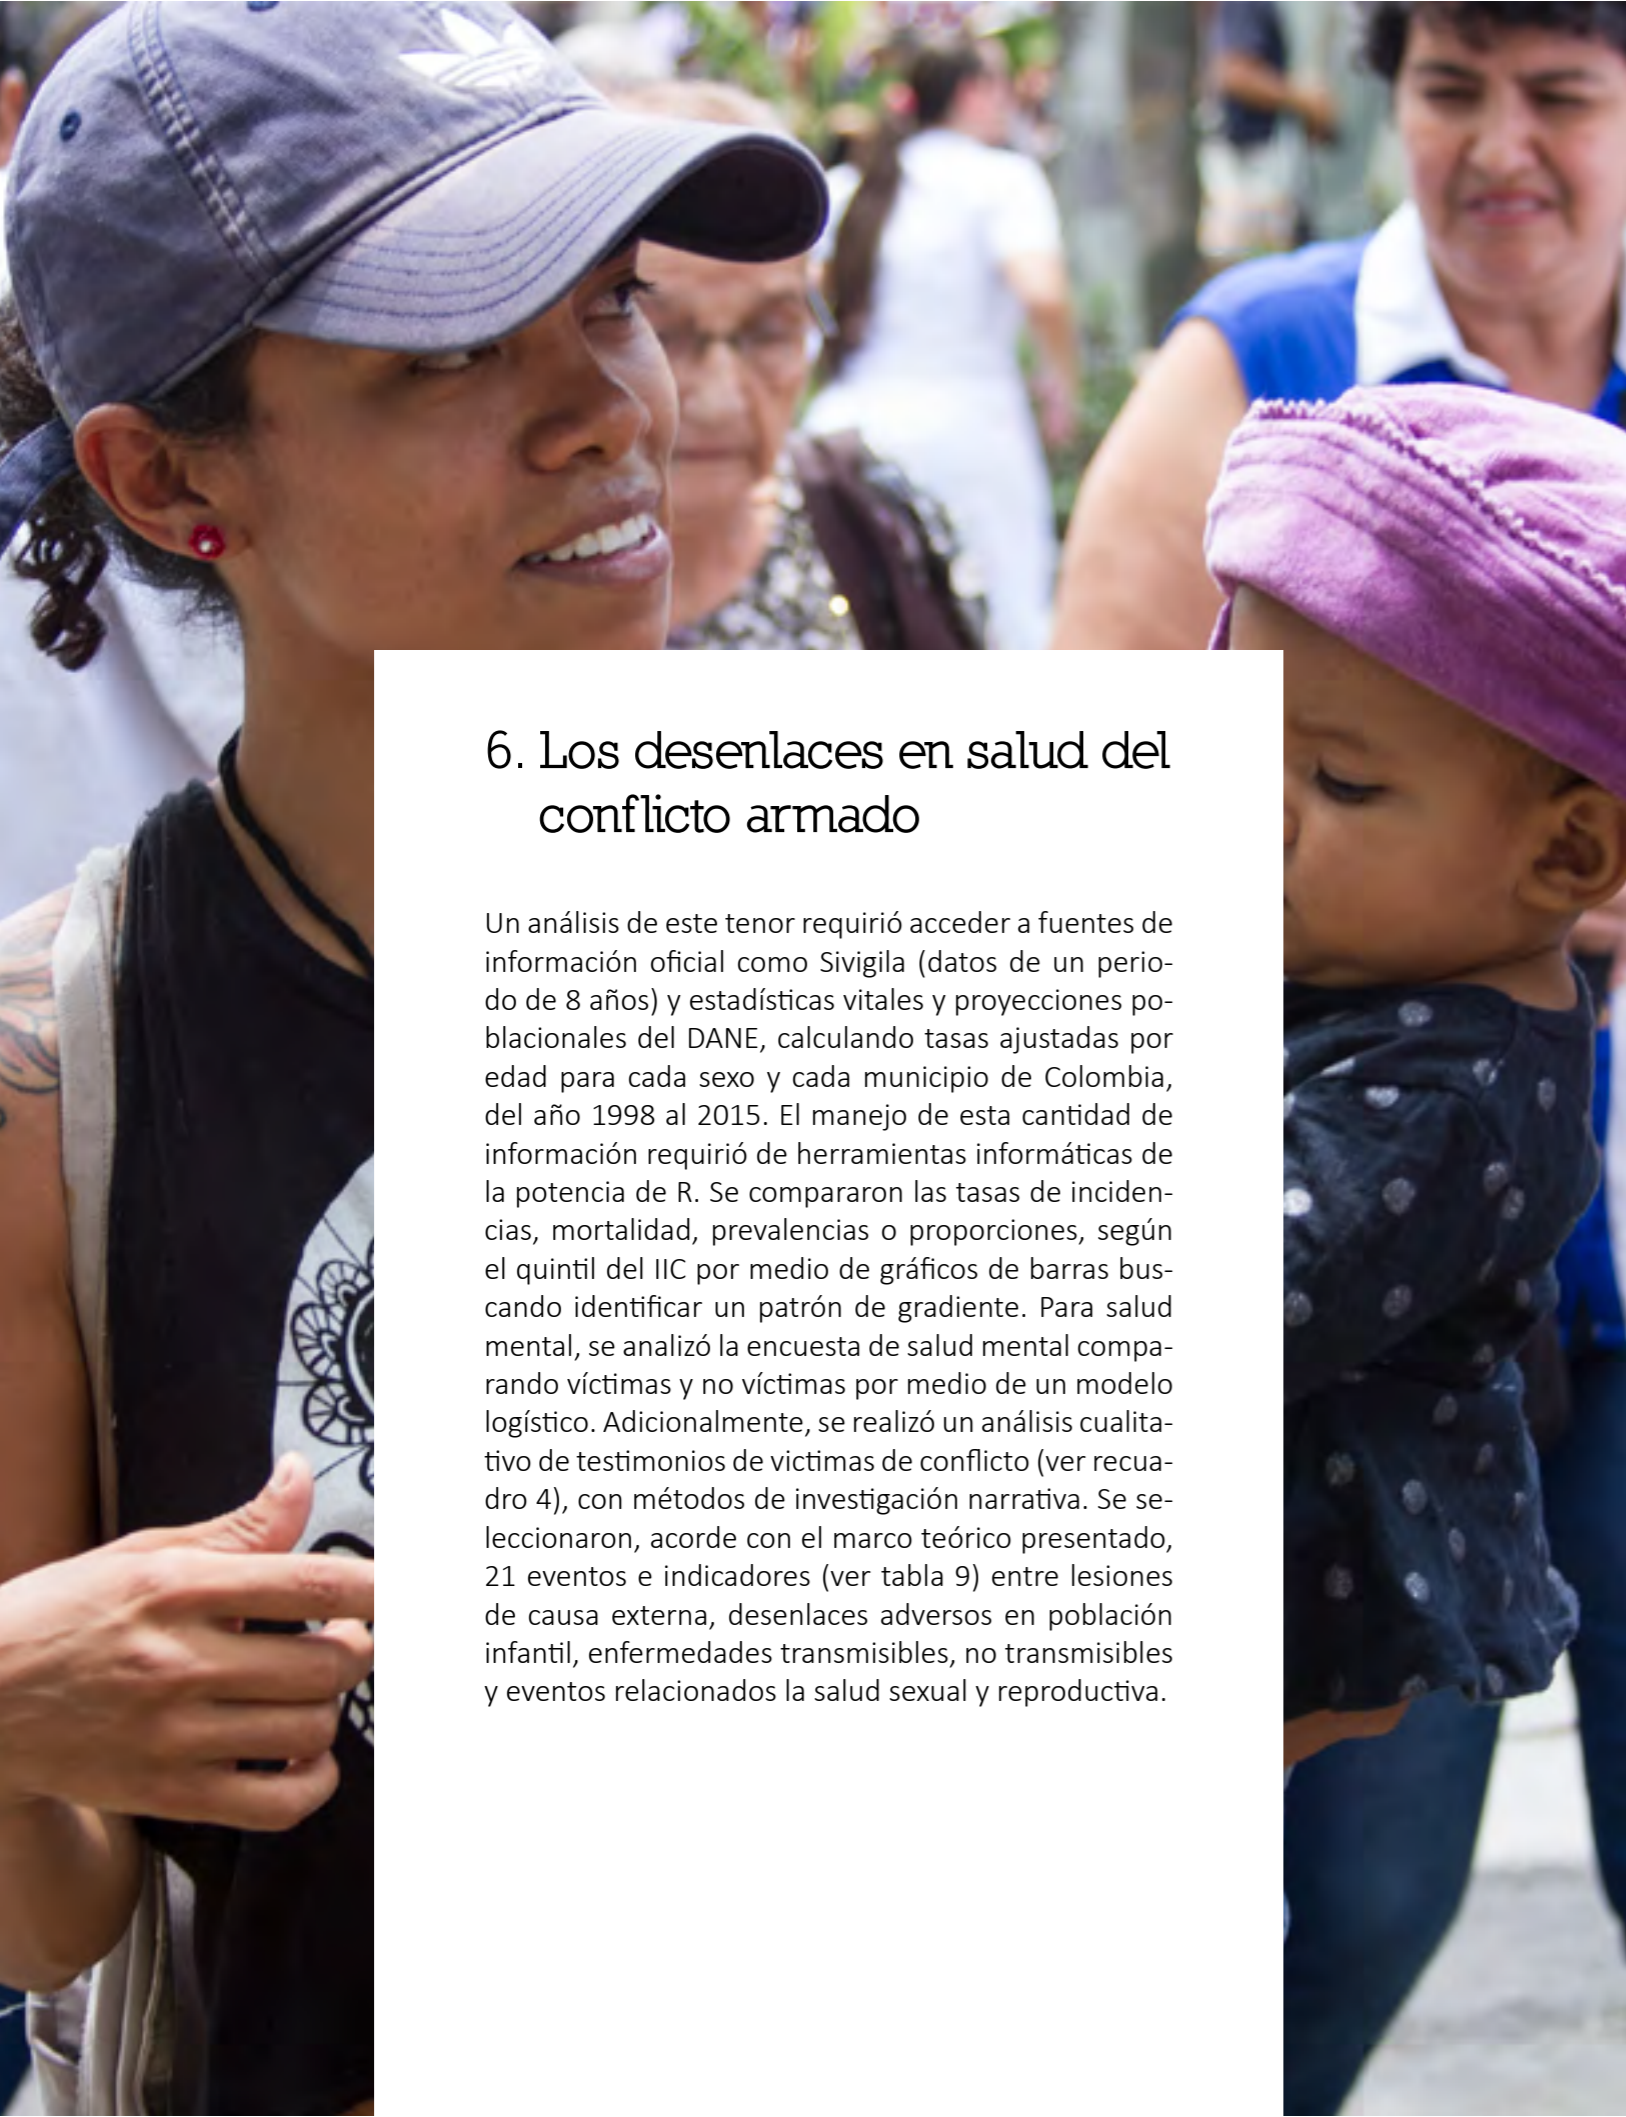 6. Los desenlaces en salud del
conflicto armado
Un análisis de este tenor requirió acceder a fuentes de
información oficial como Sivigila (datos de un perio-
do de 8 años) y estadísticas vitales y proyecciones po-
blacionales del DANE, calculando tasas ajustadas por
edad para cada sexo y cada municipio de Colombia,
del año 1998 al 2015. El manejo de esta cantidad de
información requirió de herramientas informáticas de
la potencia de R. Se compararon las tasas de inciden-
cias, mortalidad, prevalencias o proporciones, según
el quintil del IIC por medio de gráficos de barras bus-
cando identificar un patrón de gradiente. Para salud
mental, se analizó la encuesta de salud mental compa-
rando víctimas y no víctimas por medio de un modelo
logístico. Adicionalmente, se realizó un análisis cualita-
tivo de testimonios de victimas de conflicto (ver recua-
dro 4), con métodos de investigación narrativa. Se se-
leccionaron, acorde con el marco teórico presentado,
21 eventos e indicadores (ver tabla 9) entre lesiones
de causa externa, desenlaces adversos en población
infantil, enfermedades transmisibles, no transmisibles
y eventos relacionados la salud sexual y reproductiva.